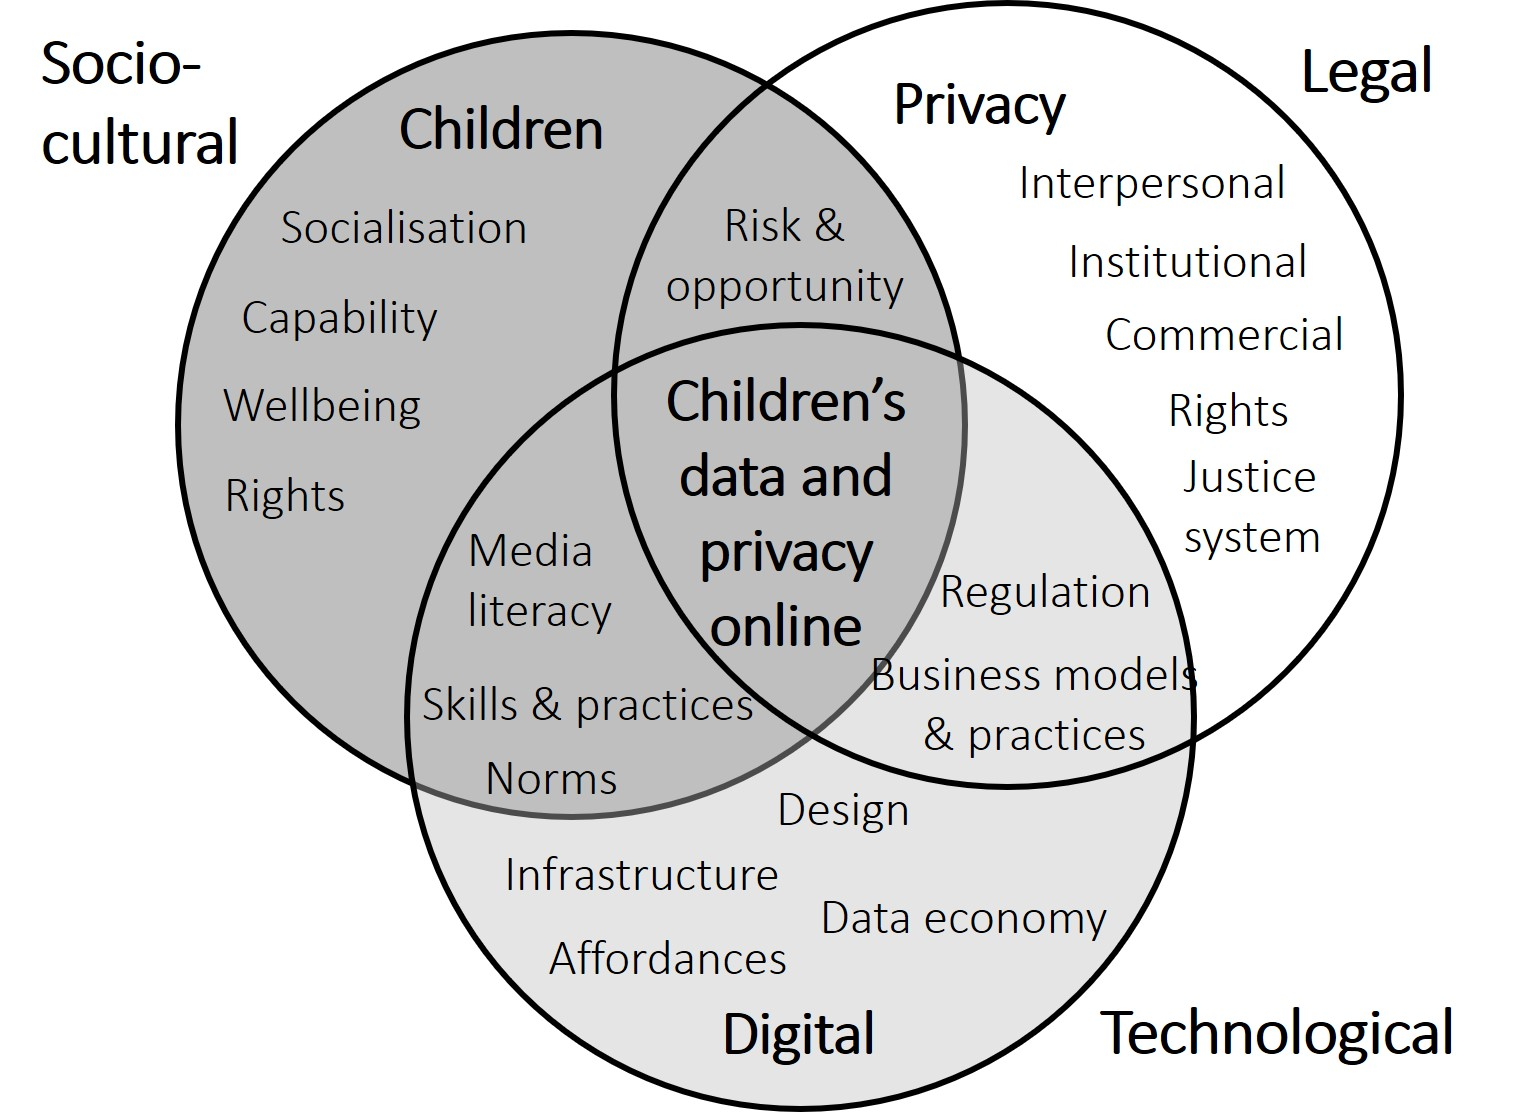 Socio-
cultural
Children
Socialisation
Capability
Wellbeing
Rights
Risk &
opportunity
Privacy
Legal
Interpersonal
Institutional
Commercial
Rights
Justice
system
Children’s
data and
privacy
online
Media
literacy
Skills & practices
Norms
Regulation
Business models
& practices
Design
Infrastructure
Data economy
Affordances
Digital
Technological